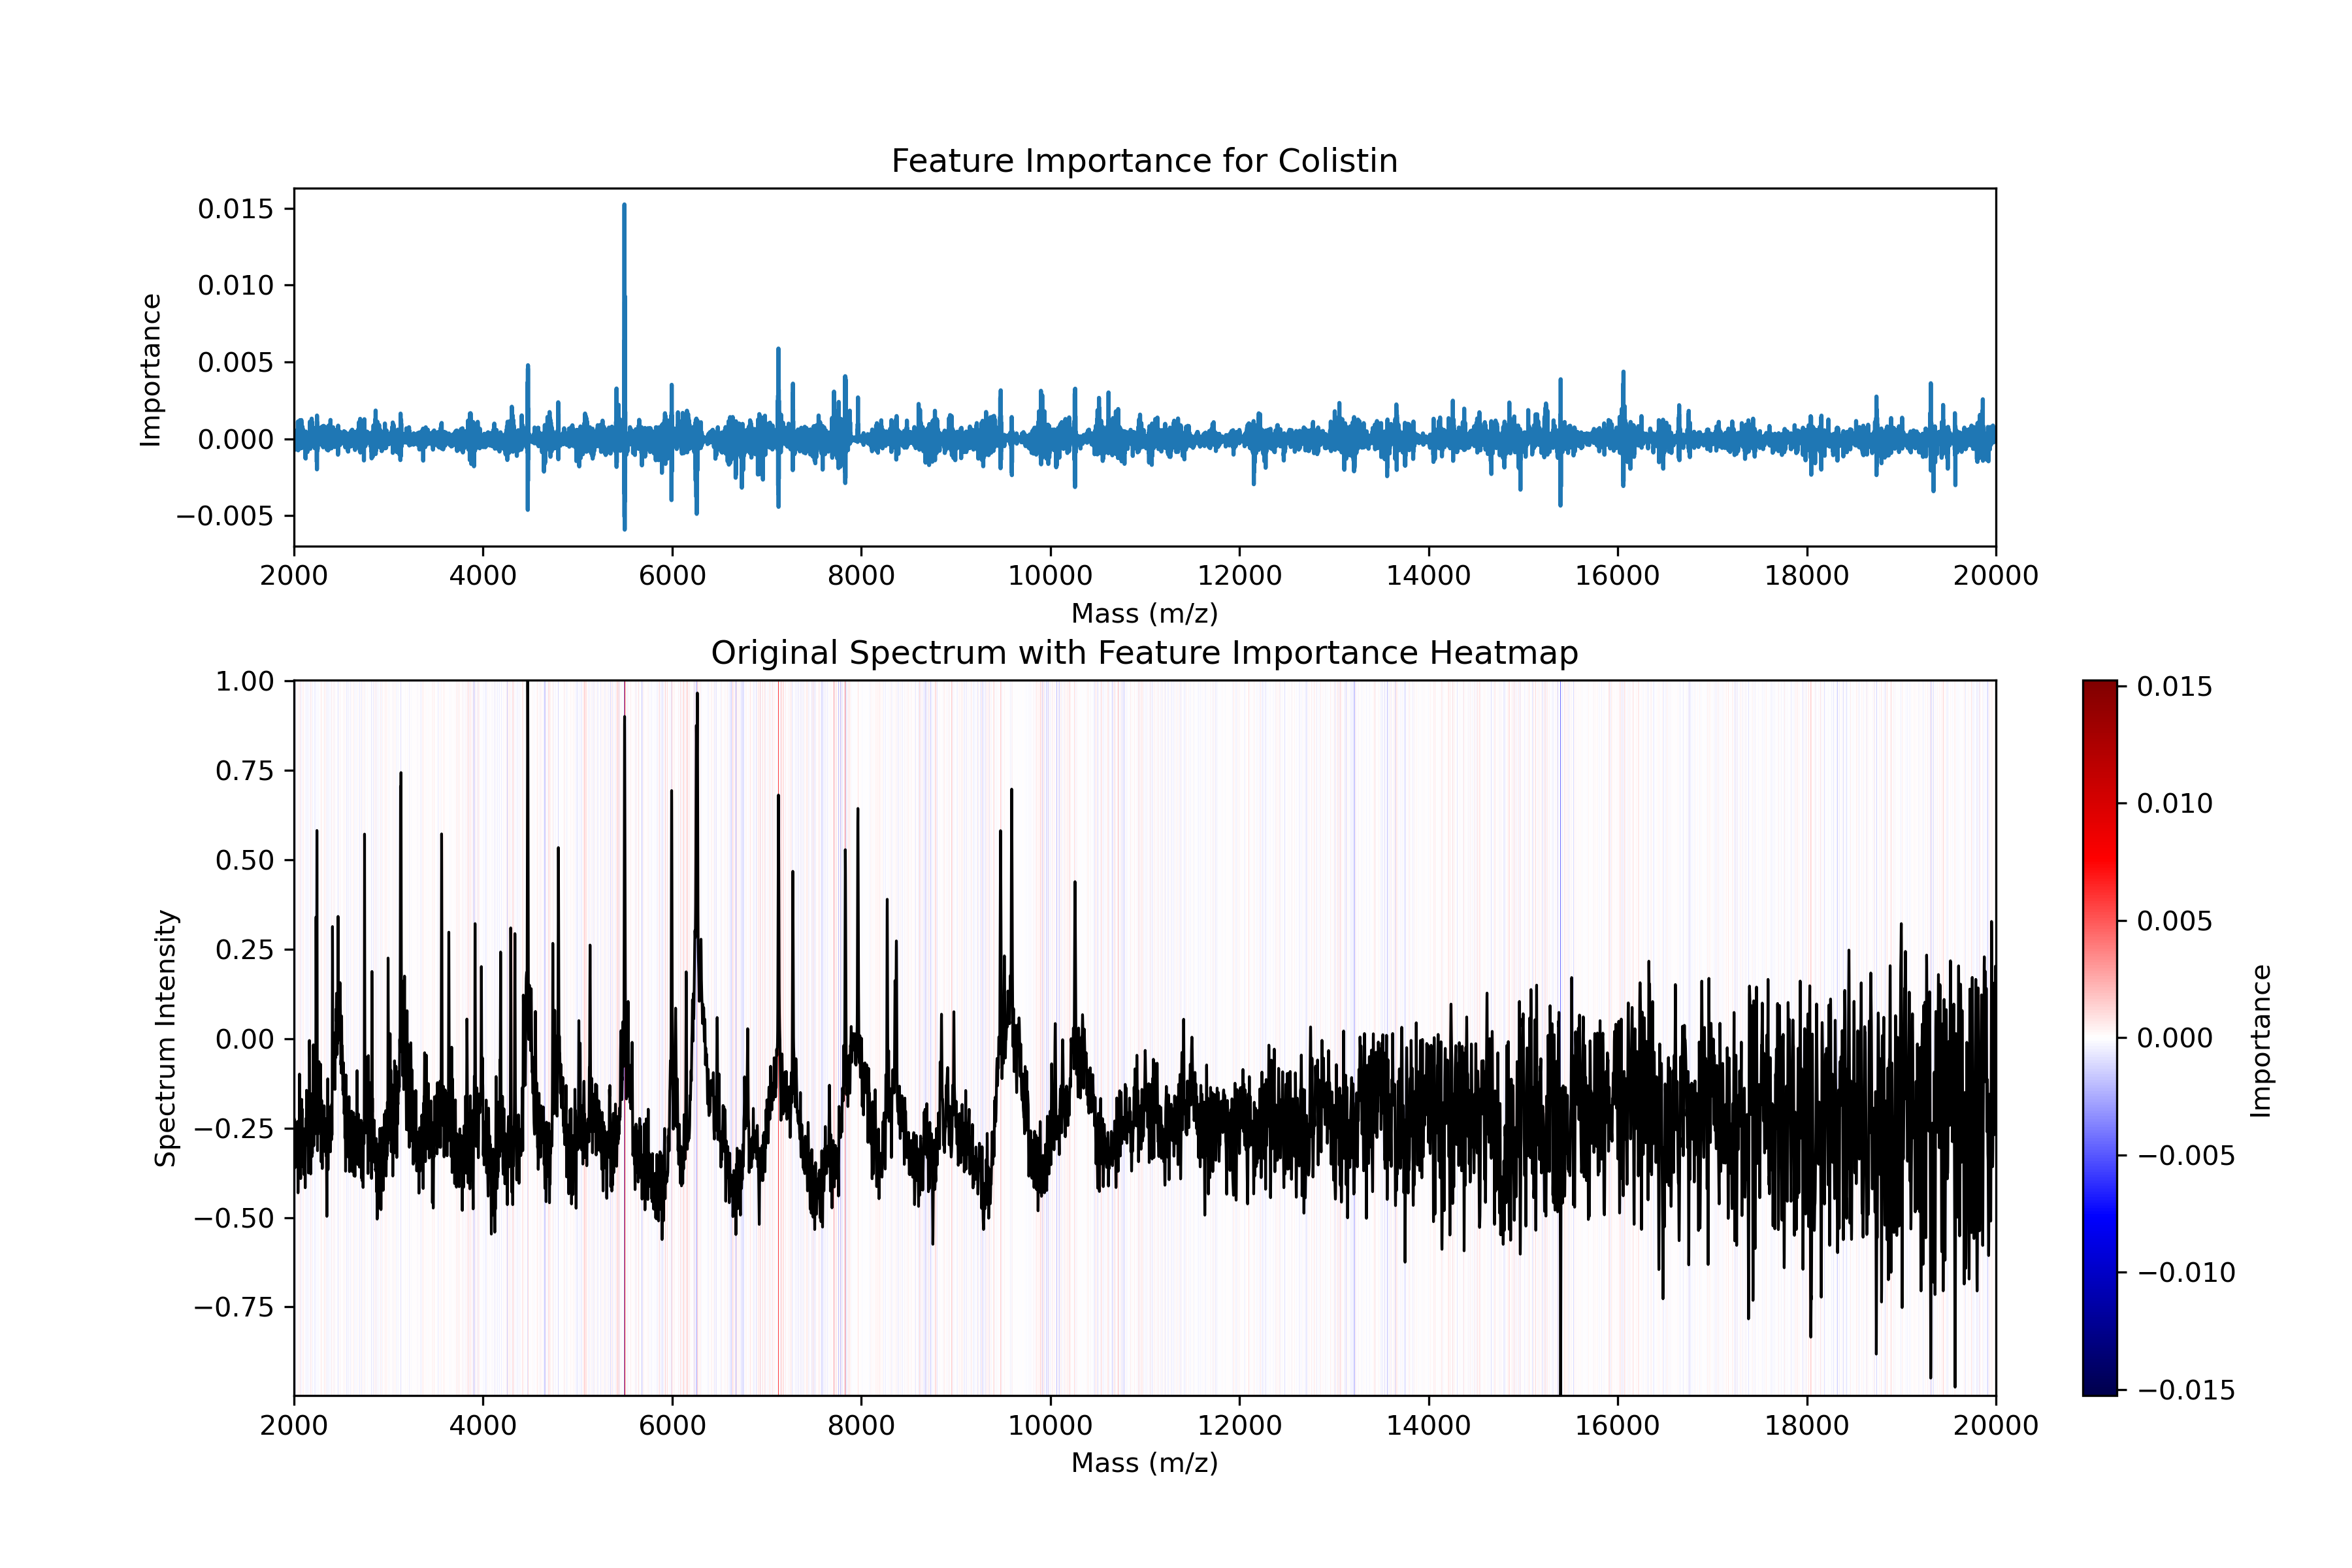 Feature Importance for Colistin
0.015
0.010
0.005
0.000
−0.005
Importance
2000 4000 6000 8000 10000 12000 14000 16000 18000 20000
Mass (m/z)
Original Spectrum with Feature Importance Heatmap
1.00
0.75
0.50
0.25
0.00
−0.25
−0.50
−0.75
Spectrum Intensity
2000 4000 6000 8000 10000 12000 14000 16000 18000 20000
Mass (m/z)
0.015
0.010
0.005
0.000
−0.005
−0.010
−0.015
Importance